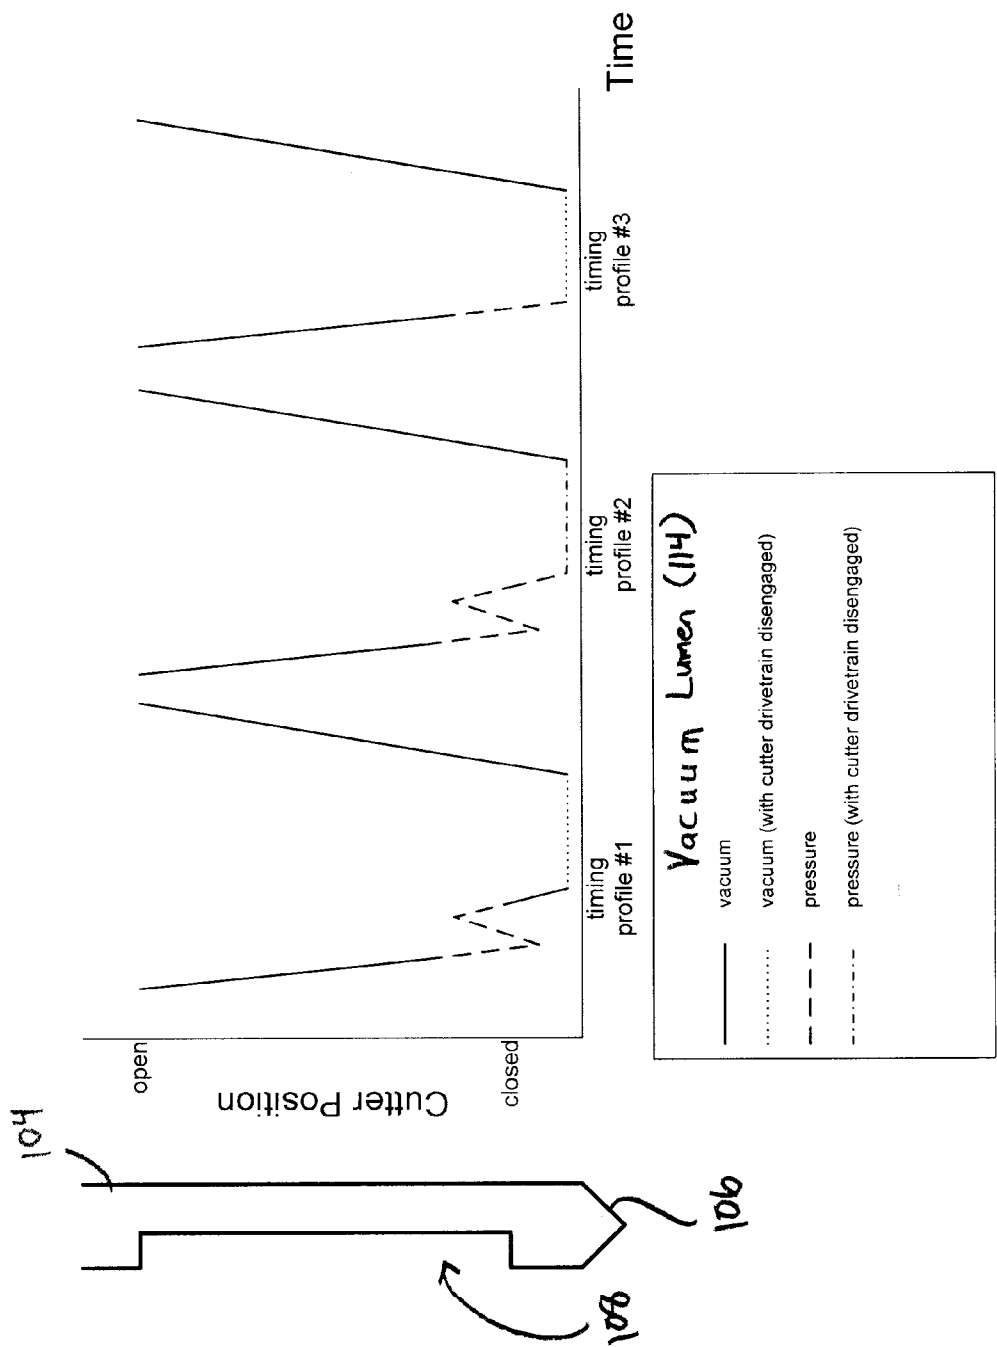 104
108
106
Cutter Position
open
closed
timing
profile #1
timing
profile #2
timing
profile #3
Time
Vacuum Lumen (114)
vacuum
vacuum (with cutter drivetrain disengaged)
pressure
pressure (with cutter drivetrain disengaged)